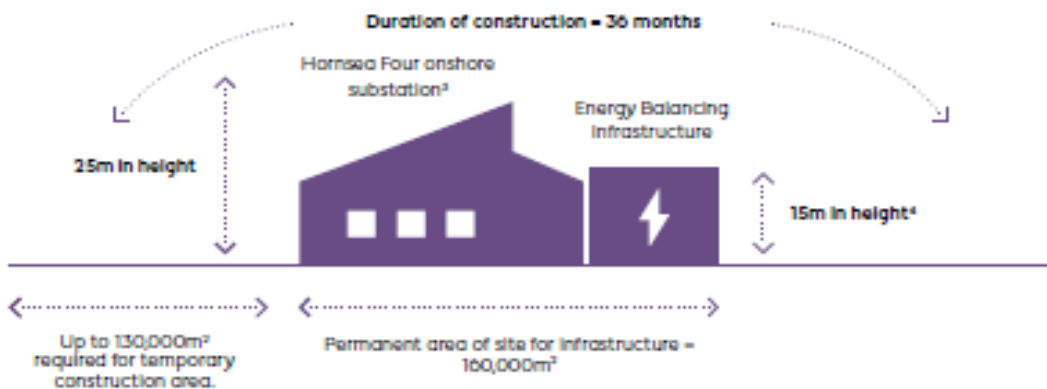 Duration of construction = 36 months
Hornsea Four onshore
substation³
Energy Balancing
Infrastructure
25m in height
15m in height⁴
Up to 130,000m²
required for temporary
construction area.
Permanent area of site for infrastructure =
160,000m²